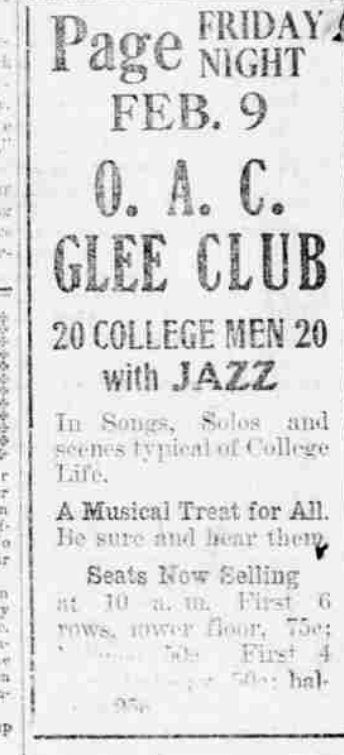 Page FRIDAY NIGHT
FEB. 9
O. A. C.
GLEE CLUB
20 COLLEGE MEN 20
with JAZZ
In Songs, Solos and
scenes typical of College
Life.
A Musical Treat for All.
Be sure and hear them.
Seats Now Selling
at 10 a. m. First 6
rows, lower floor, 75c;
50c. First 4
50c; bal-